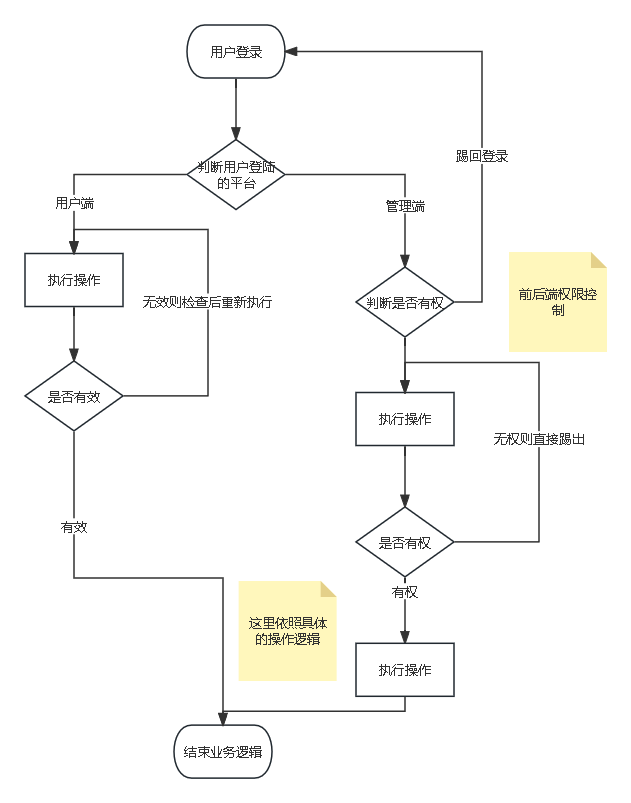 用户登录
踢回登录
判断用户登陆
的平台
用户端
管理端
执行操作
无效则检查后重新执行
判断是否有权
前后端权限控
制
是否有效
执行操作
无权则直接踢出
有效
是否有权
有权
这里依照具体
的操作逻辑
执行操作
结束业务逻辑